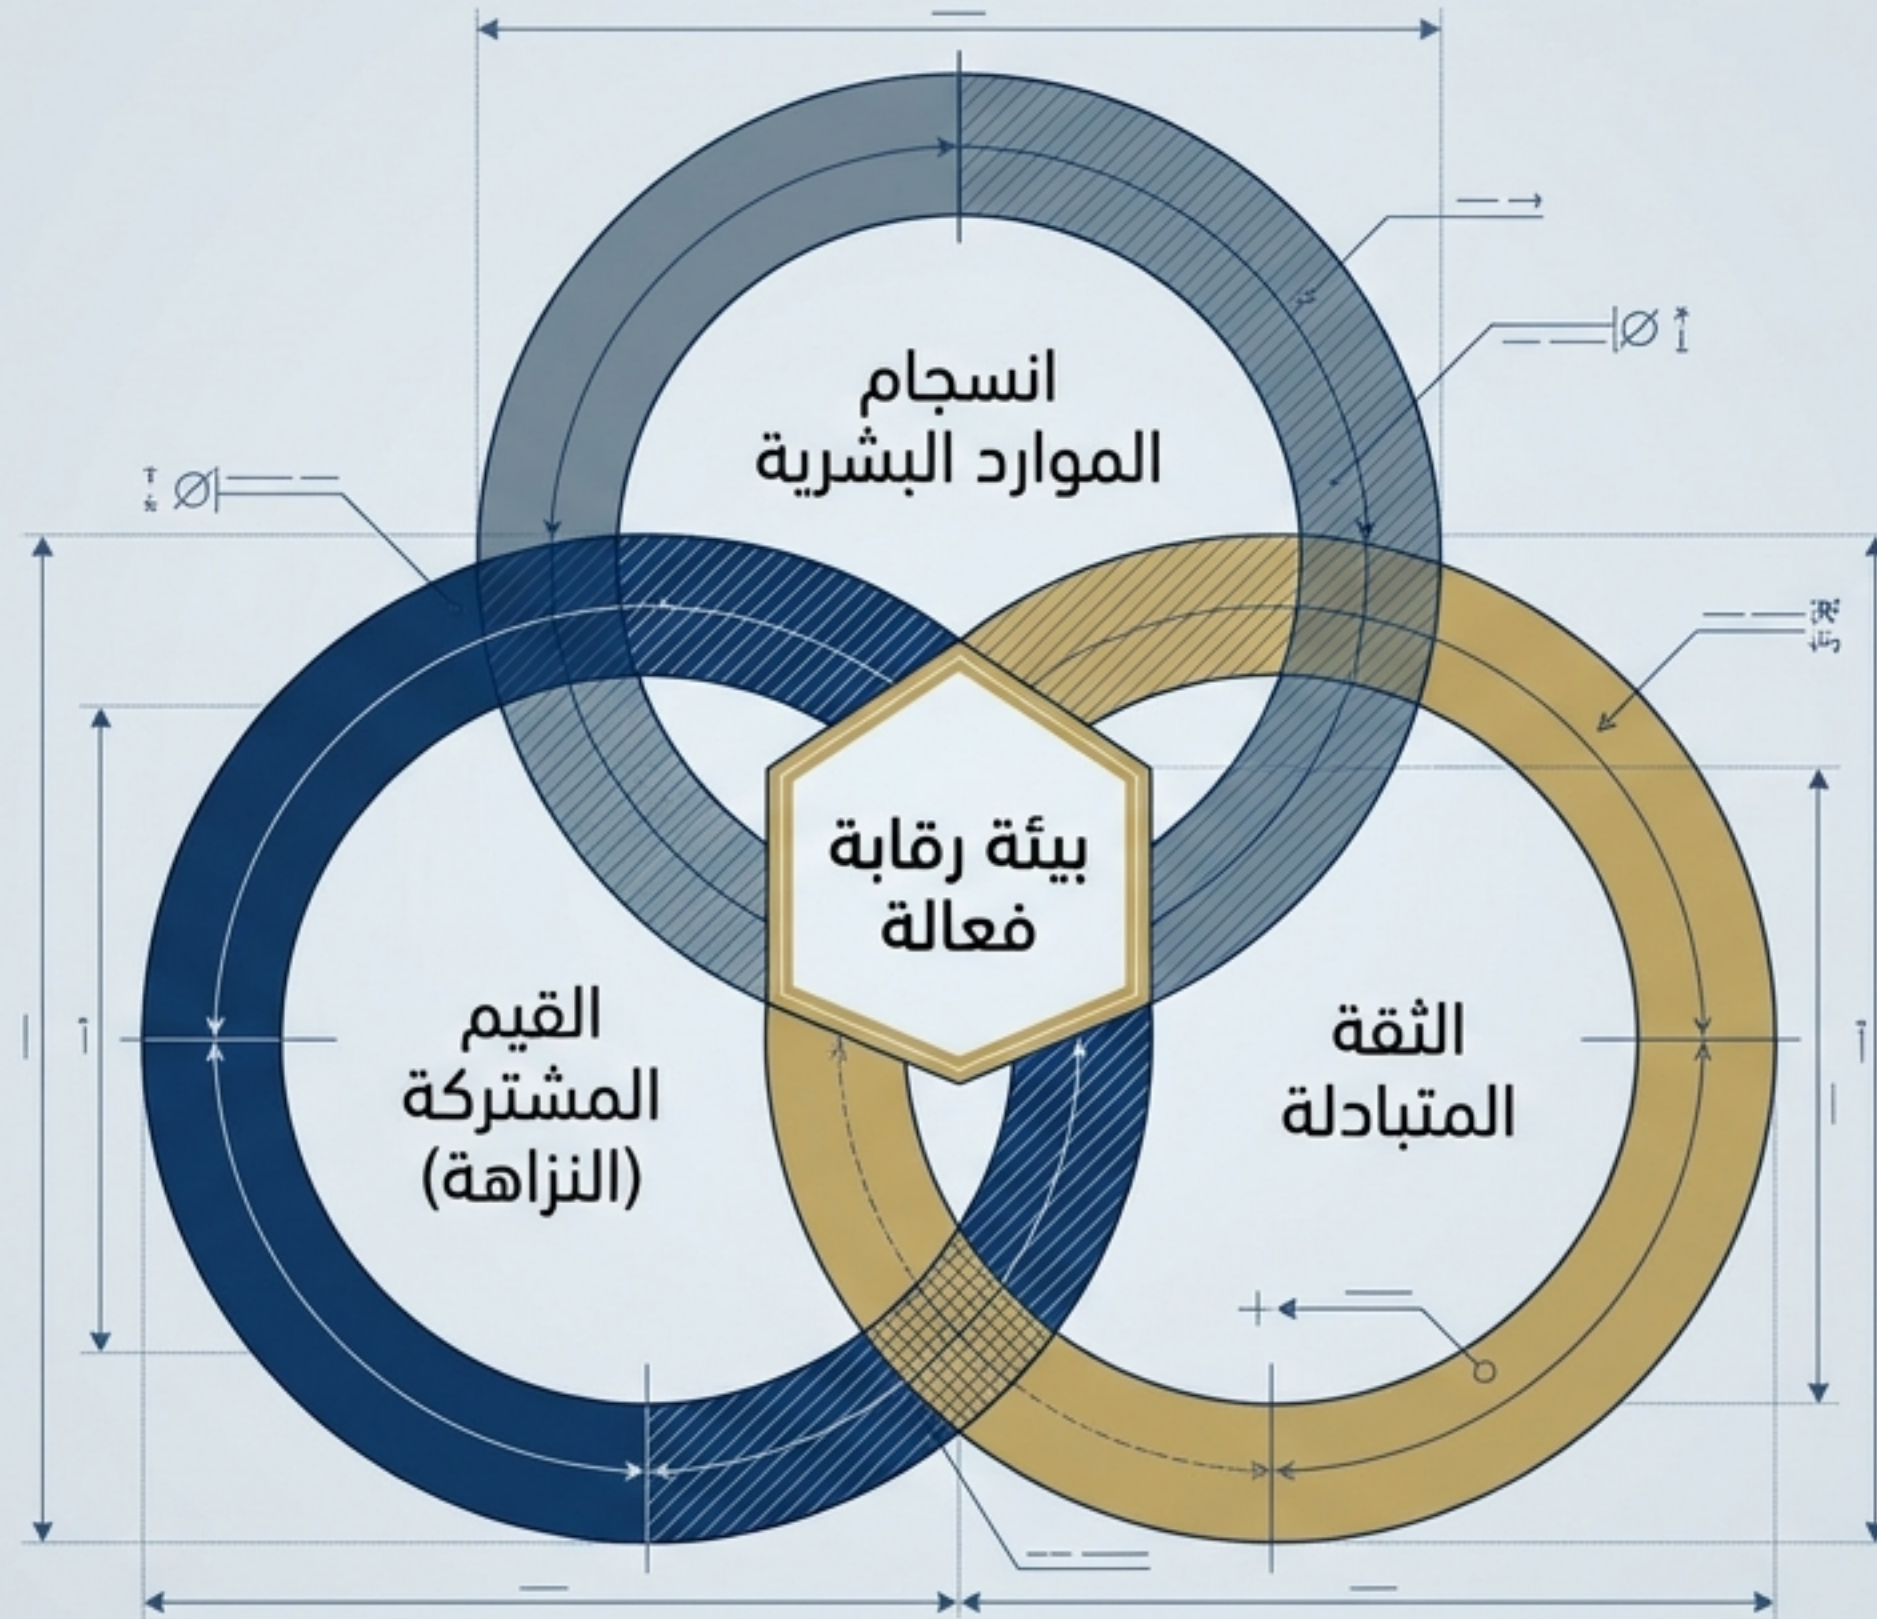 انسجام
الموارد البشرية
بيئة رقابة
فعالة
القيم
المشتركة
(النزاهة)
الثقة
المتبادلة